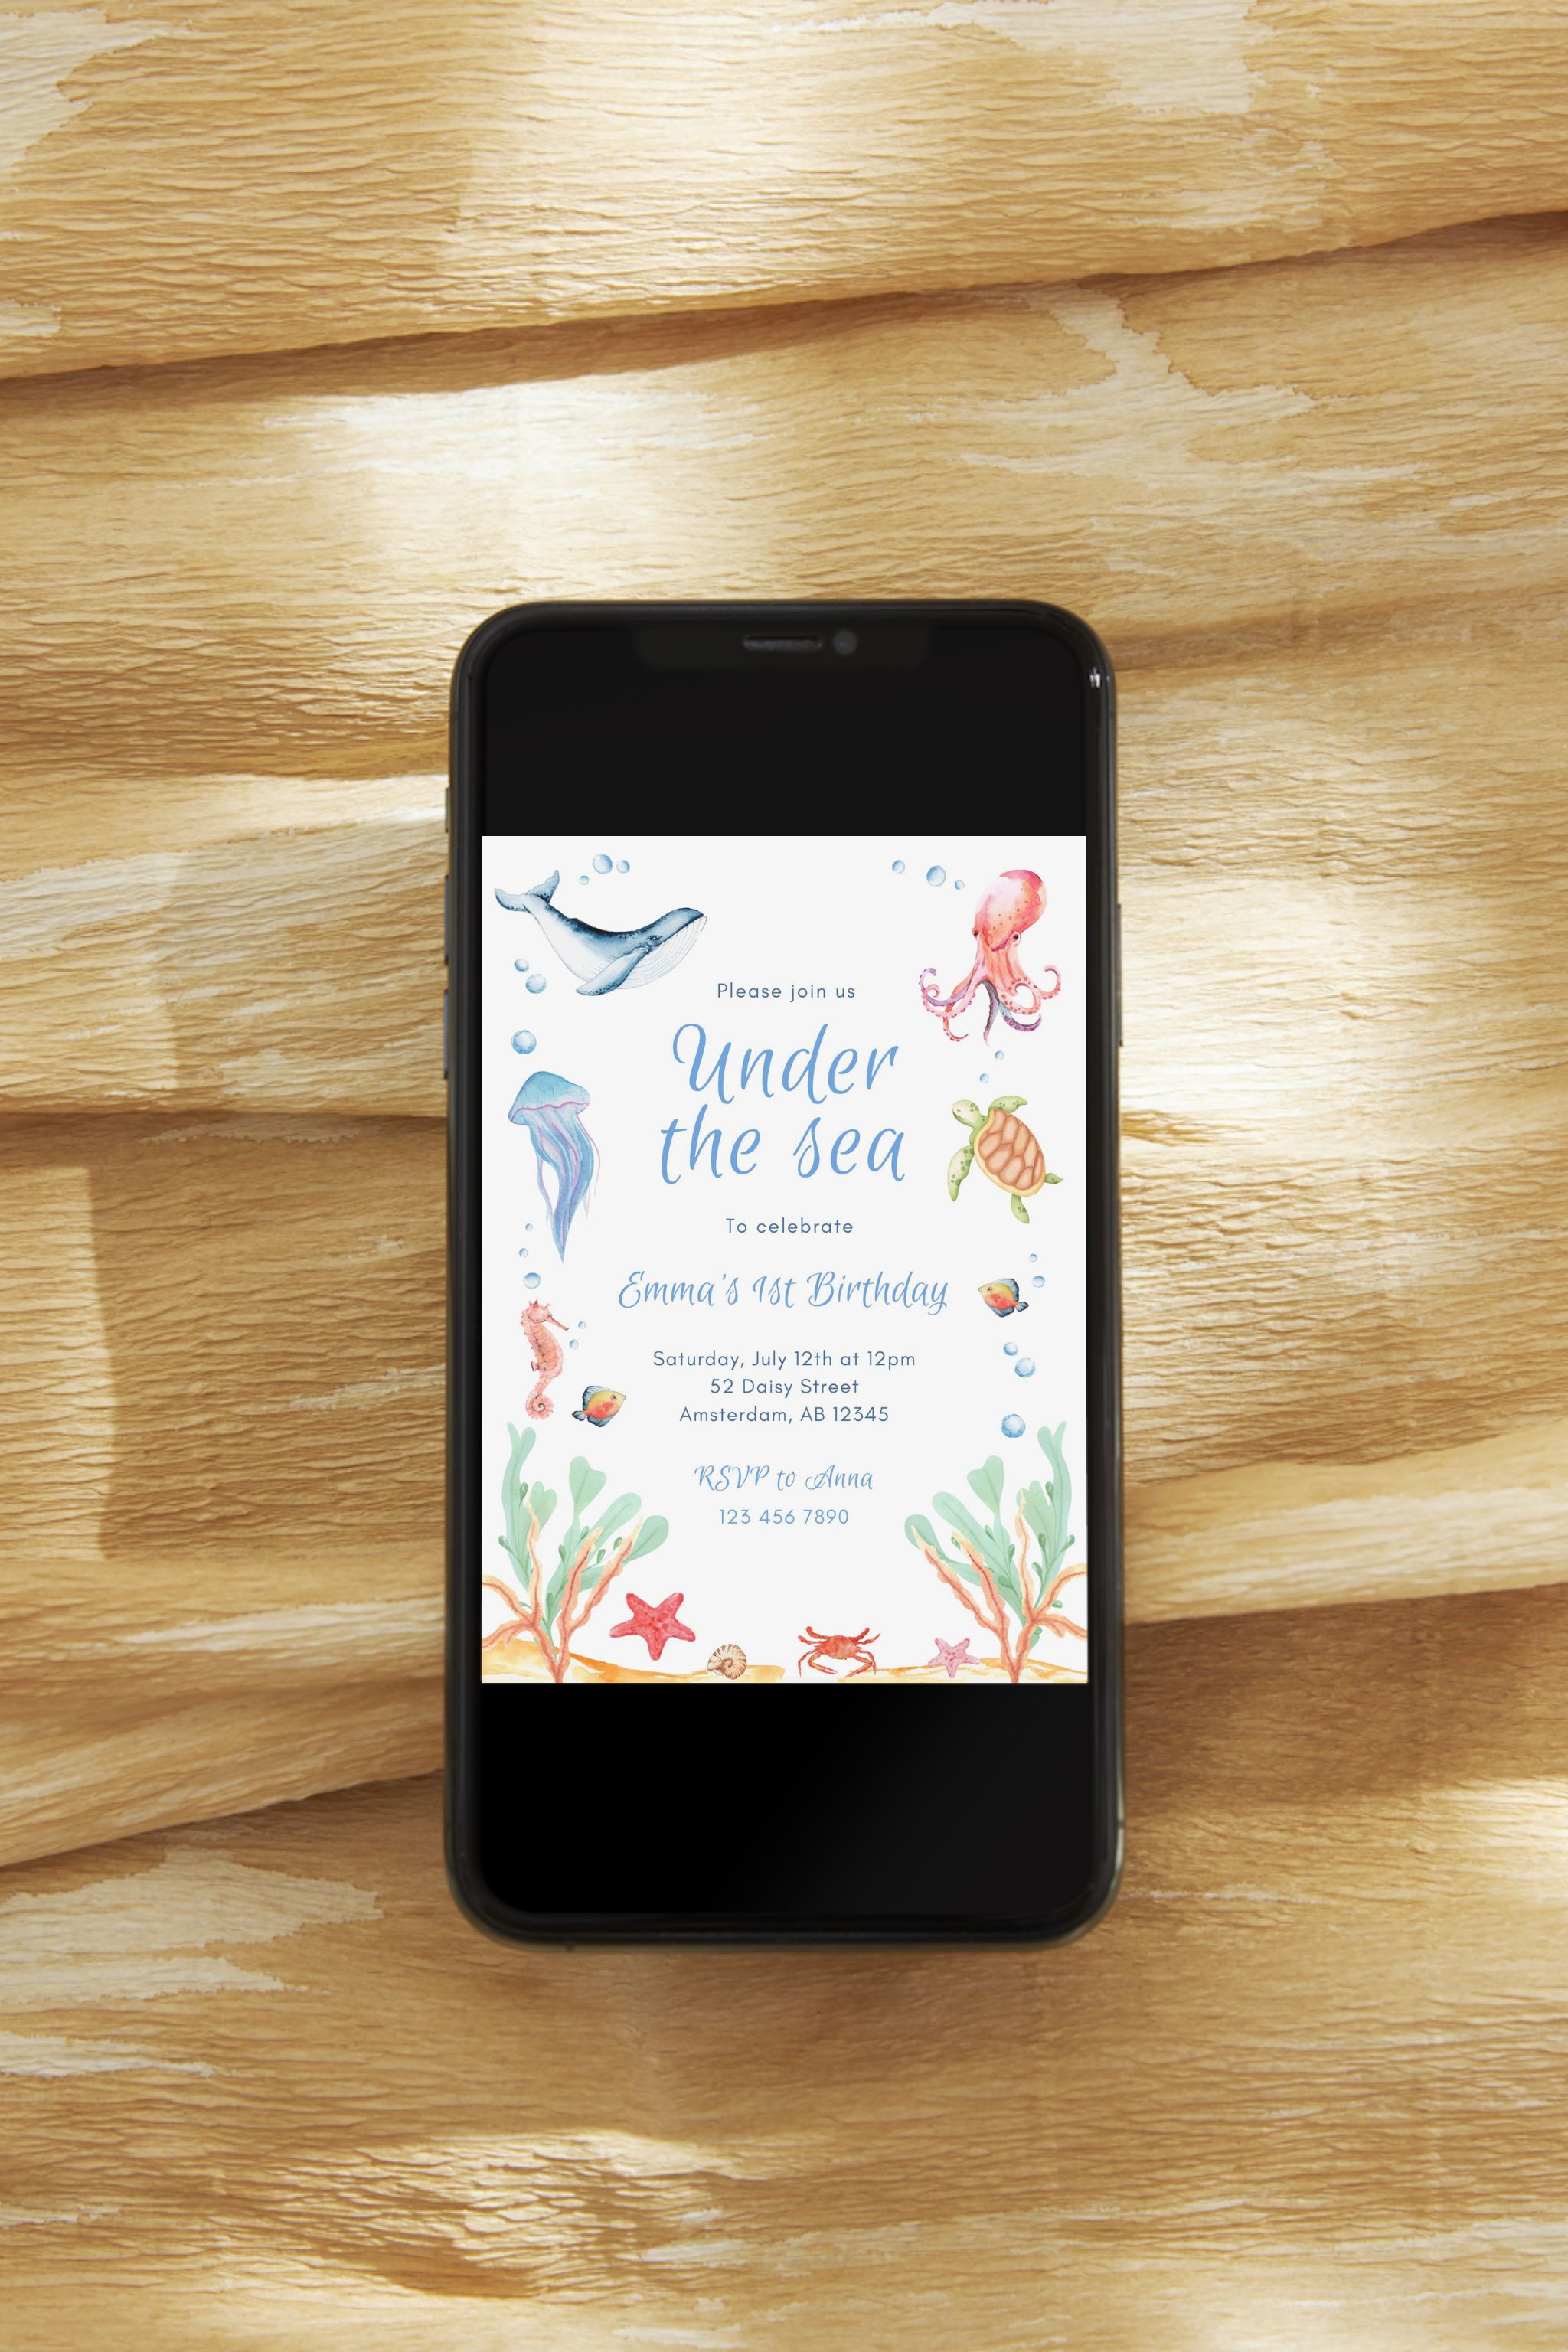 Please join us
Under
the sea
To celebrate
Emma's 1st Birthday
Saturday, July 12th at 12pm
52 Daisy Street
Amsterdam, AB 12345
RSVP to Anna
123 456 7890